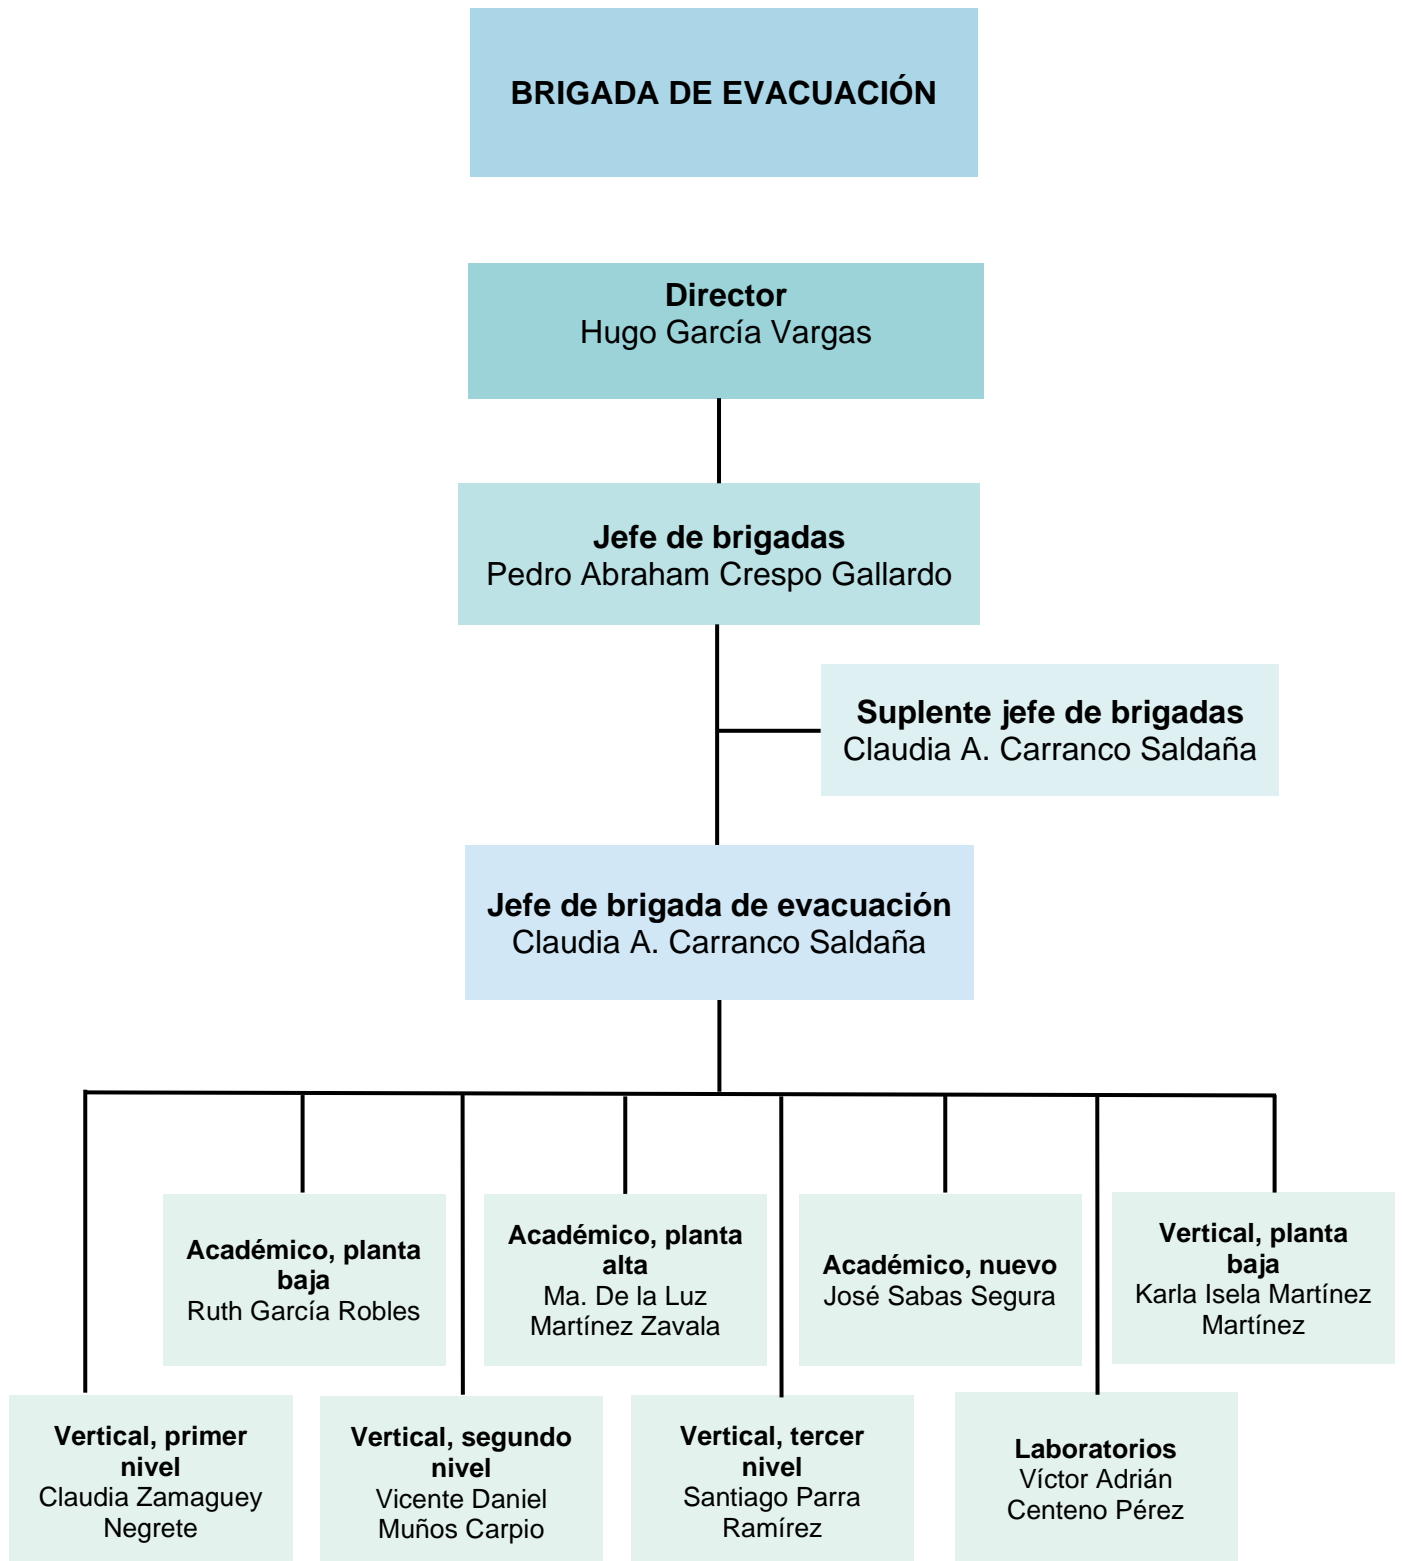 BRIGADA DE EVACUACIÓN
Director
Hugo García Vargas
Jefe de brigadas
Pedro Abraham Crespo Gallardo
Suplente jefe de brigadas
Claudia A. Carranco Saldaña
Jefe de brigada de evacuación
Claudia A. Carranco Saldaña
Académico, planta
baja
Ruth García Robles
Académico, planta
alta
Ma. De la Luz
Martínez Zavala
Académico, nuevo
José Sabas Segura
Vertical, planta
baja
Karla Isela Martínez
Martínez
Vertical, primer
nivel
Claudia Zamaguey
Negrete
Vertical, segundo
nivel
Vicente Daniel
Muños Carpio
Vertical, tercer
nivel
Santiago Parra
Ramírez
Laboratorios
Víctor Adrián
Centeno Pérez